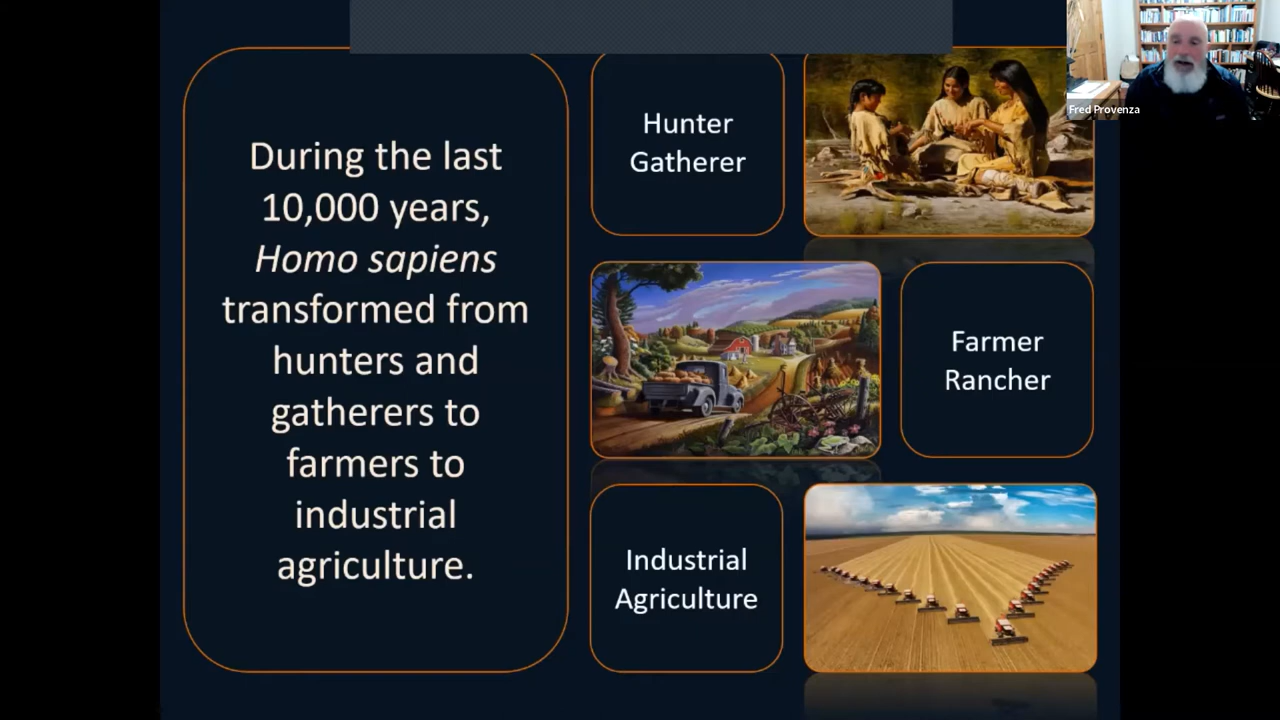 During the last
10,000 years,
Homo sapiens
transformed from
hunters and
gatherers to
farmers to
industrial
agriculture.
Hunter
Gatherer
Farmer
Rancher
Industrial
Agriculture
Fred Provenza